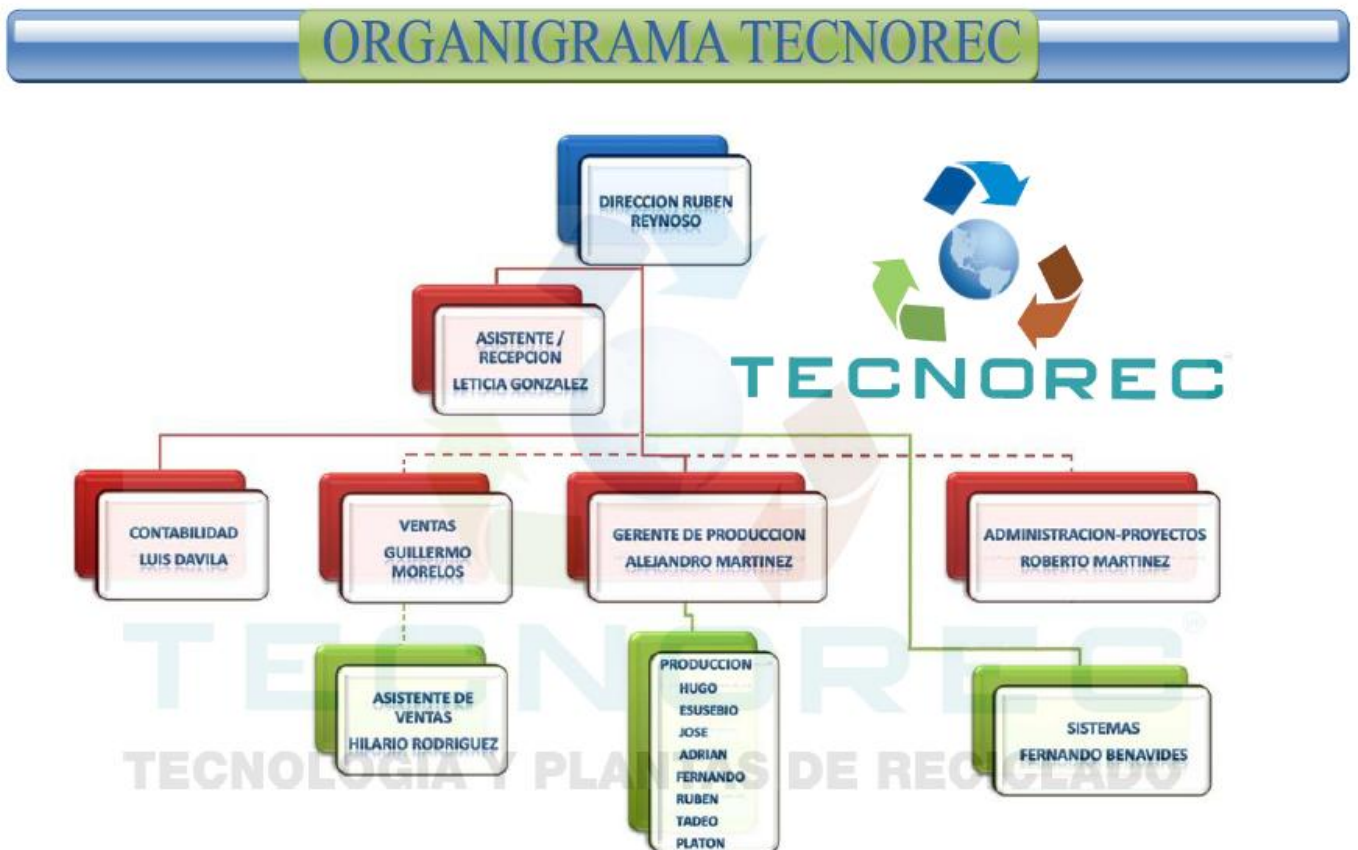 ORGANIGRAMA TECNOREC
DIRECCION RUBEN
REYNOSO
ASISTENTE /
RECEPCION
LETICIA GONZALEZ
TECNOREC
CONTABILIDAD
LUIS DAVILA
VENTAS
GUILLERMO
MORELOS
GERENTE DE PRODUCCION
ALEJANDRO MARTINEZ
ADMINISTRACION-PROYECTOS
ROBERTO MARTINEZ
ASISTENTE DE
VENTAS
HILARIO RODRIGUEZ
PRODUCCION
HUGO
ESUSEBIO
JOSE
ADRIAN
FERNANDO
RUBEN
TADEO
PLATON
SISTEMAS
FERNANDO BENAVIDES
TECNOREC®
TECNOLOGIA Y PLANTAS DE RECICLADO